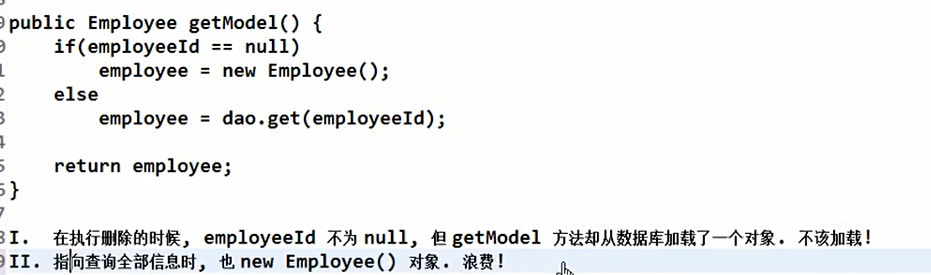 public Employee getModel() {
    if(employeeId == null)
        employee = new Employee();
    else
        employee = dao.get(employeeId);

    return employee;
}

I. 在执行删除的时候, employeeId 不为 null, 但 getModel 方法却从数据库加载了一个对象. 不该加载!
II. 指向查询全部信息时, 也 new Employee() 对象. 浪费!